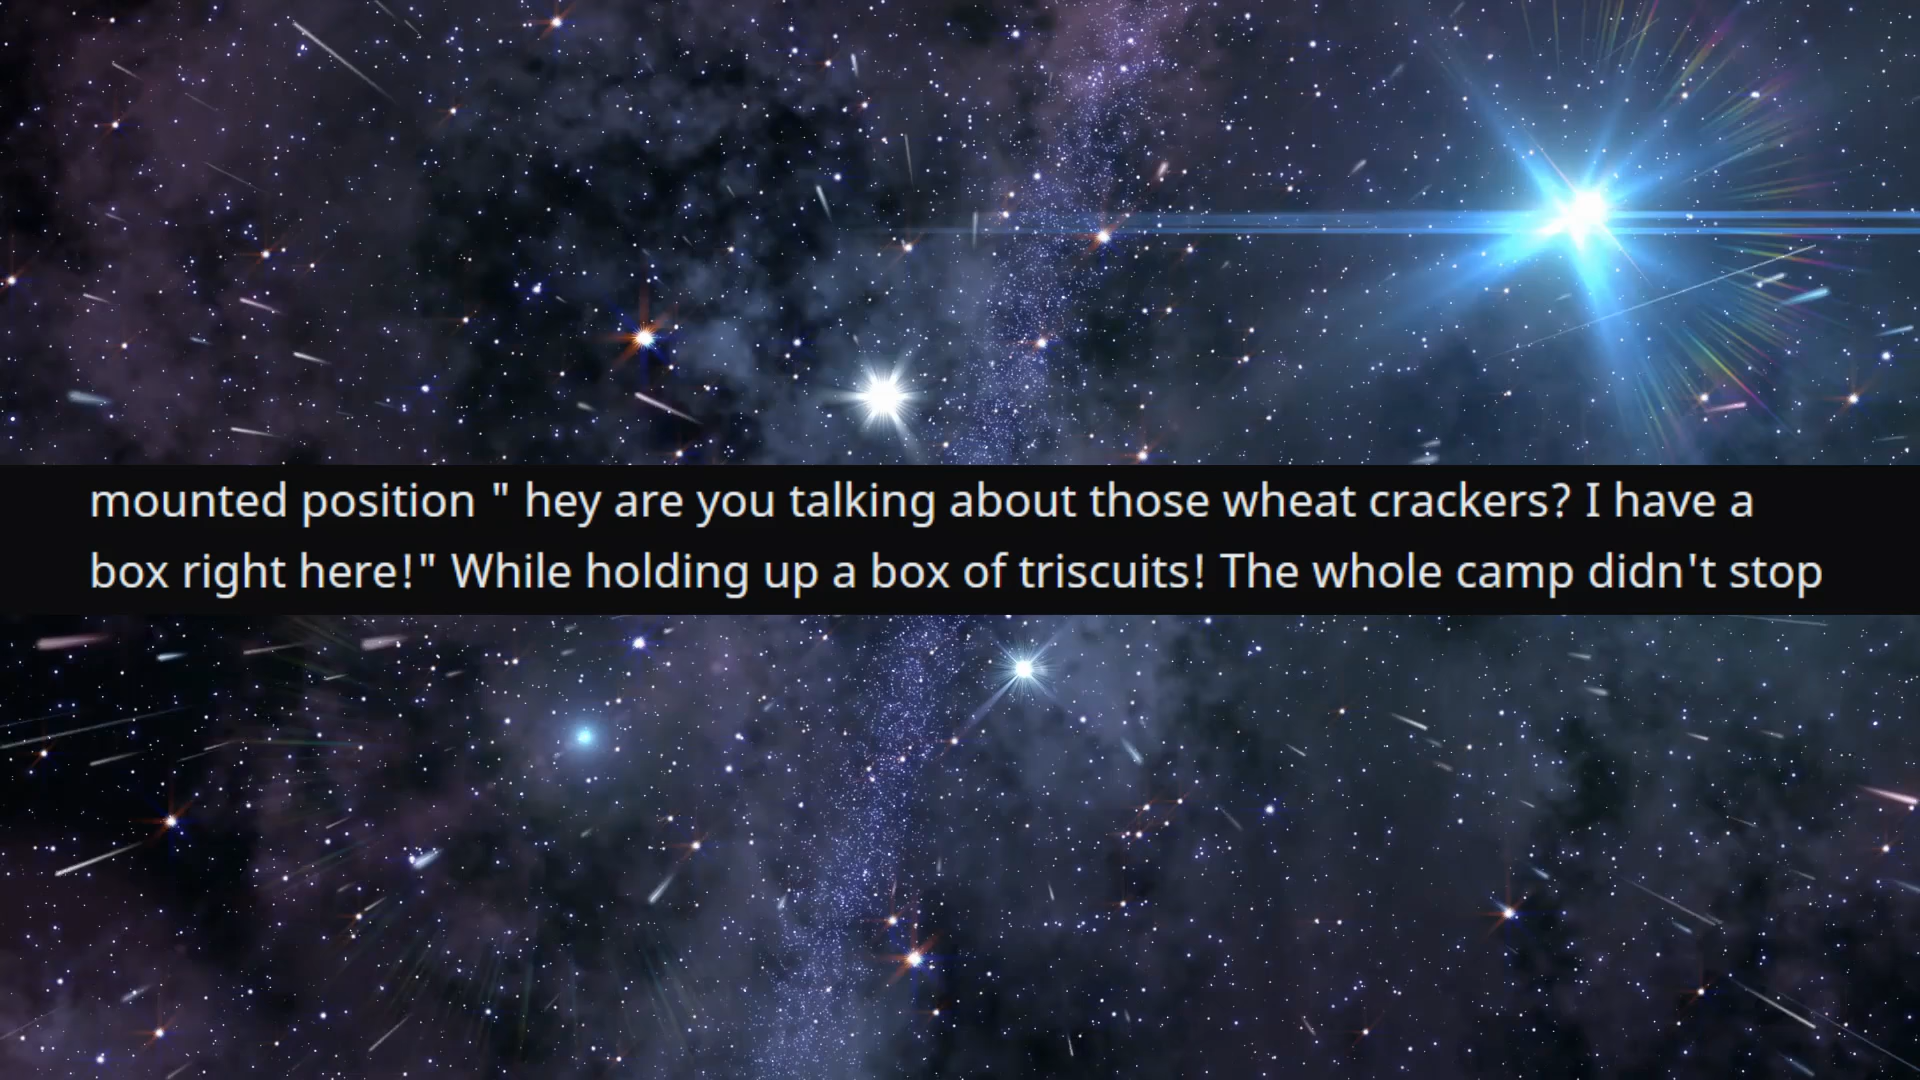 mounted position " hey are you talking about those wheat crackers? I have a
box right here!" While holding up a box of triscuits! The whole camp didn't stop